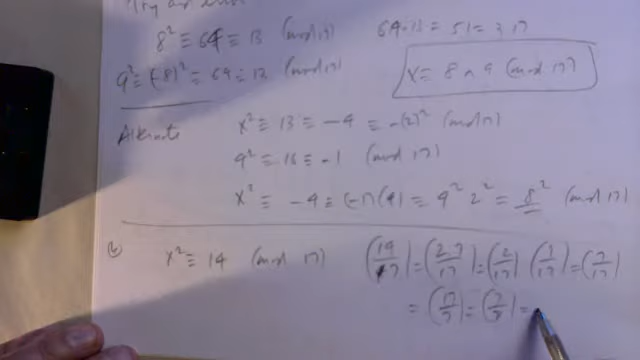 Try and error
8² ≡ 64 ≡ 13 (mod 17) 64-13 = 51 = 3·17
9² ≡ (-8)² ≡ 64 ≡ 13 (mod 17) x ≡ 8 or 9 (mod 17)
Alternate x² ≡ 13 ≡ -4 ≡ -(2)² (mod 17)
4² ≡ 16 ≡ -1 (mod 17)
x² ≡ -4 ≡ (-1)(4) ≡ 4² 2² ≡ 8² (mod 17)
x² ≡ 14 (mod 17) (14/17) = (2·7/17) = (2/17) (7/17) = (7/17)
= (17/7) = (3/7) =